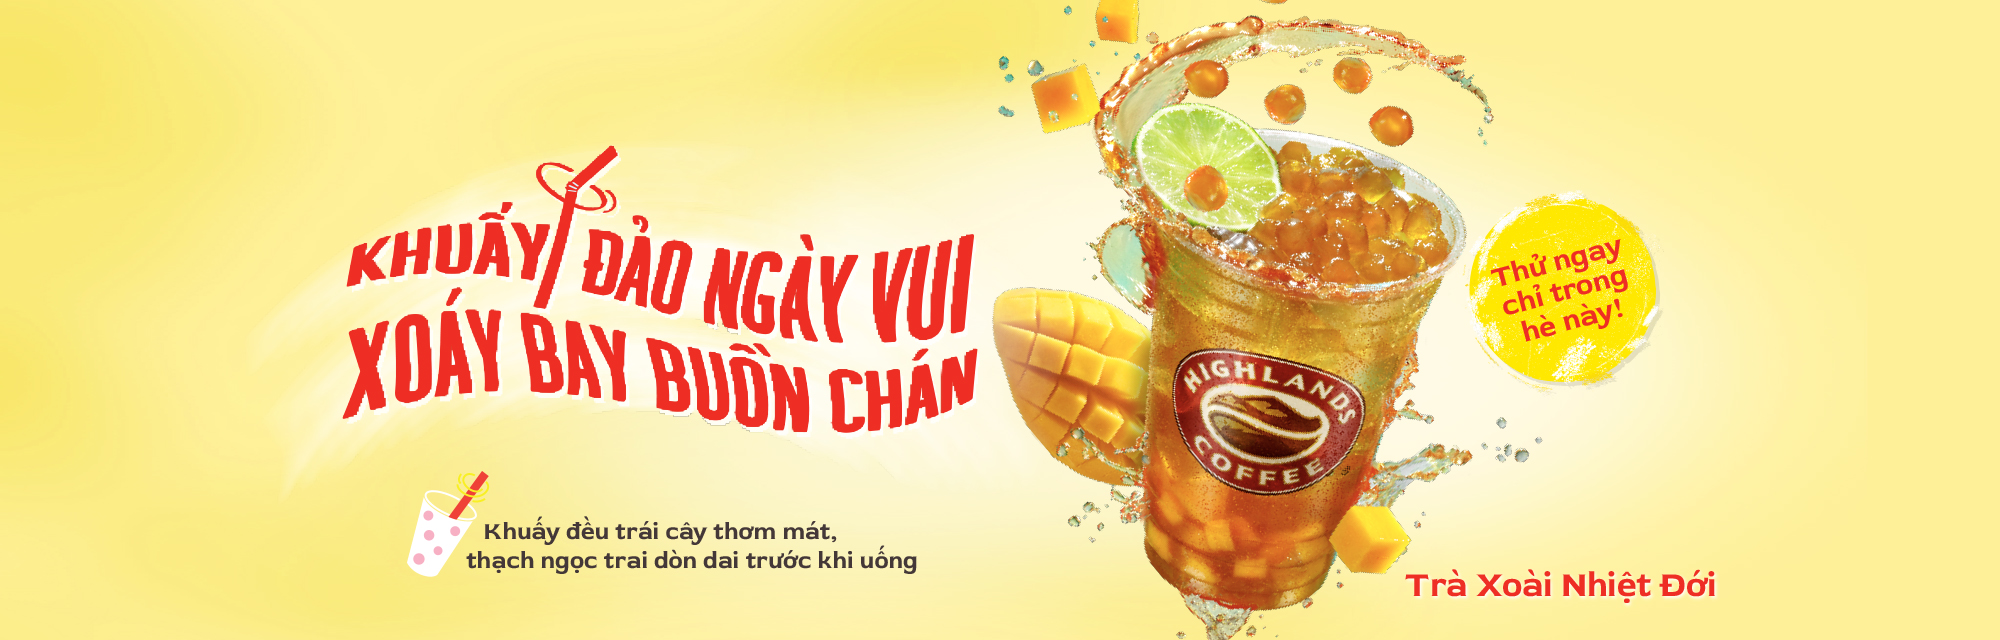 KHUẤY ĐẢO NGÀY VUI
XOÁY BAY BUỒN CHÁN
Khuấy đều trái cây thơm mát,
thạch ngọc trai dòn dai trước khi uống
HIGHLANDS
COFFEE
Thử ngay
chỉ trong
hè này!
Trà Xoài Nhiệt Đới